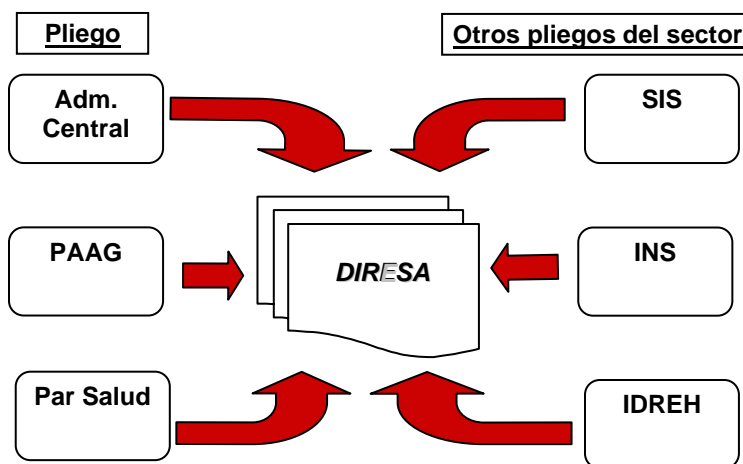 Pliego
Otros pliegos del sector
Adm.
Central
SIS
PAAG
DIRESA
INS
Par Salud
IDREH